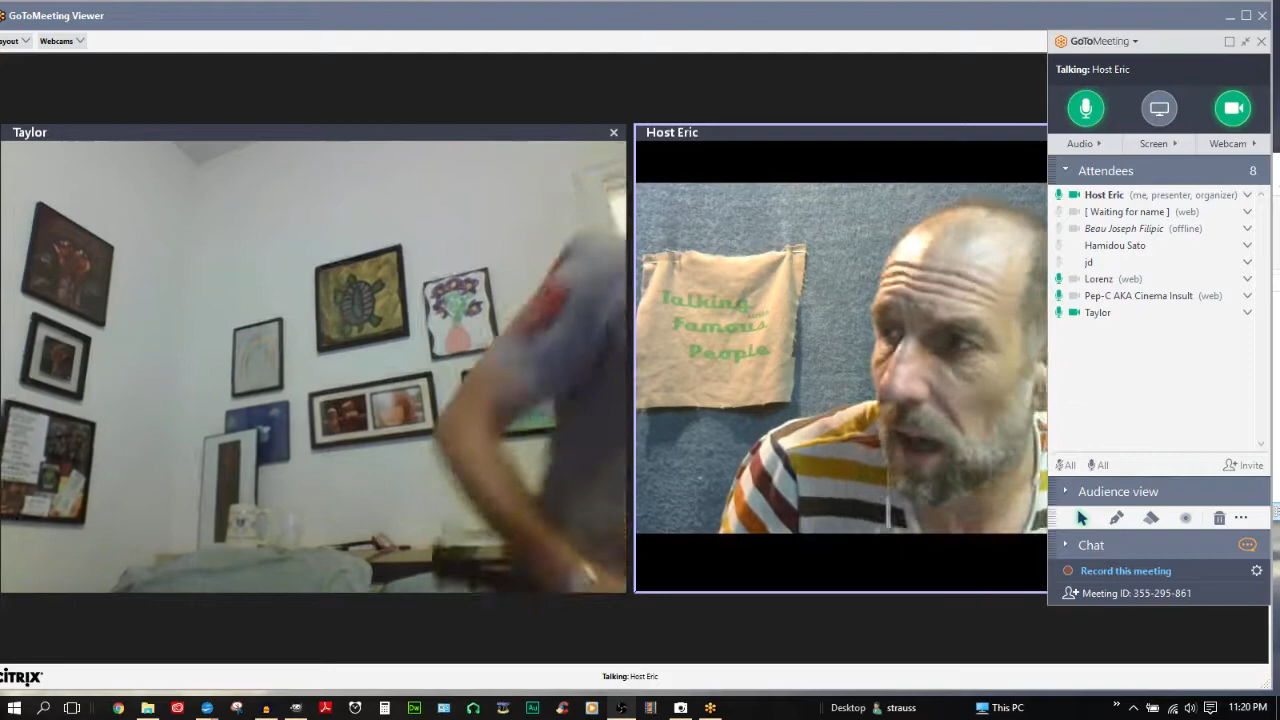 GoToMeeting Viewer
Webcams
GoToMeeting
Talking: Host Eric
Audio
Screen
Webcam
Taylor
Host Eric
Attendees
8
Host Eric (me, presenter, organizer)
[ Waiting for name ] (web)
Beau Joseph Filipic (offline)
Hamidou Sato
jd
Lorenz (web)
Pep-C AKA Cinema Insult (web)
Taylor
Talking
Famous
People
All
All
Invite
Audience view
Chat
Record this meeting
Meeting ID: 355-295-861
Talking: Host Eric
Dw
Au
Desktop
strauss
This PC
11:20 PM